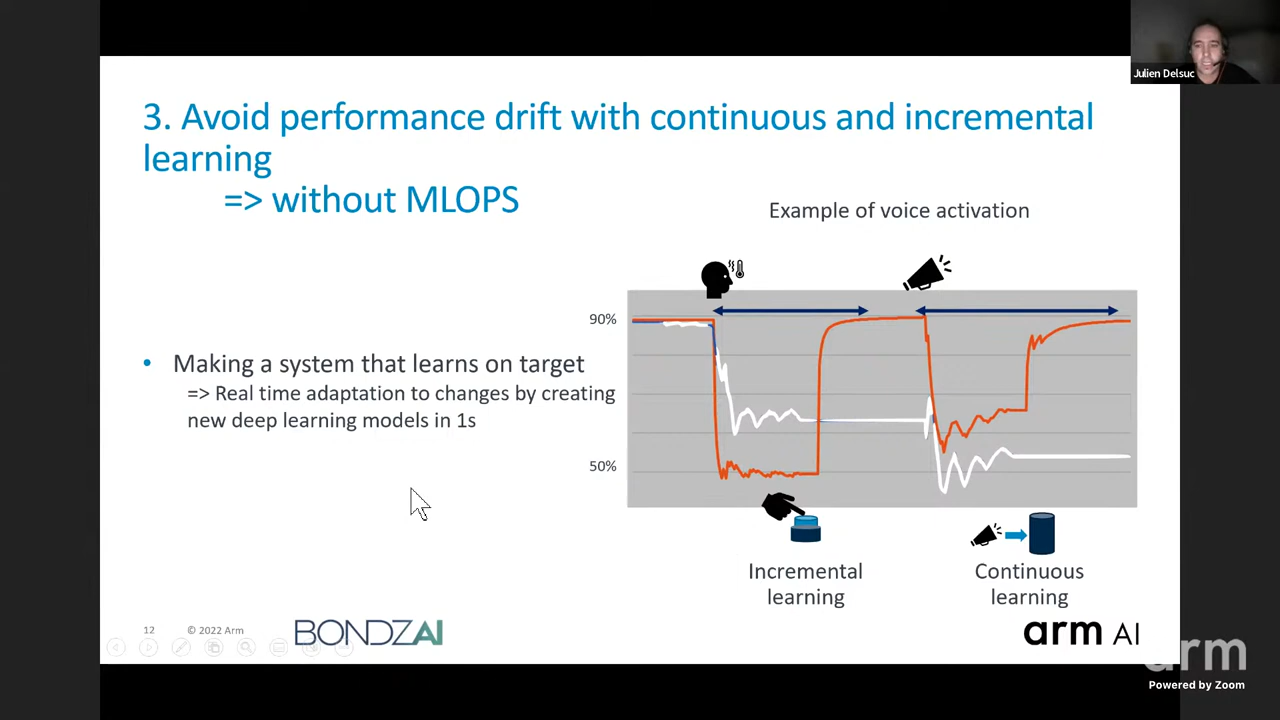 Julien Delsuc
3. Avoid performance drift with continuous and incremental
learning
=> without MLOPS
Example of voice activation
90%
• Making a system that learns on target
=> Real time adaptation to changes by creating
new deep learning models in 1s
50%
Incremental
learning
Continuous
learning
12
© 2022 Arm
BONDZAI
arm AI
arm
Powered by Zoom